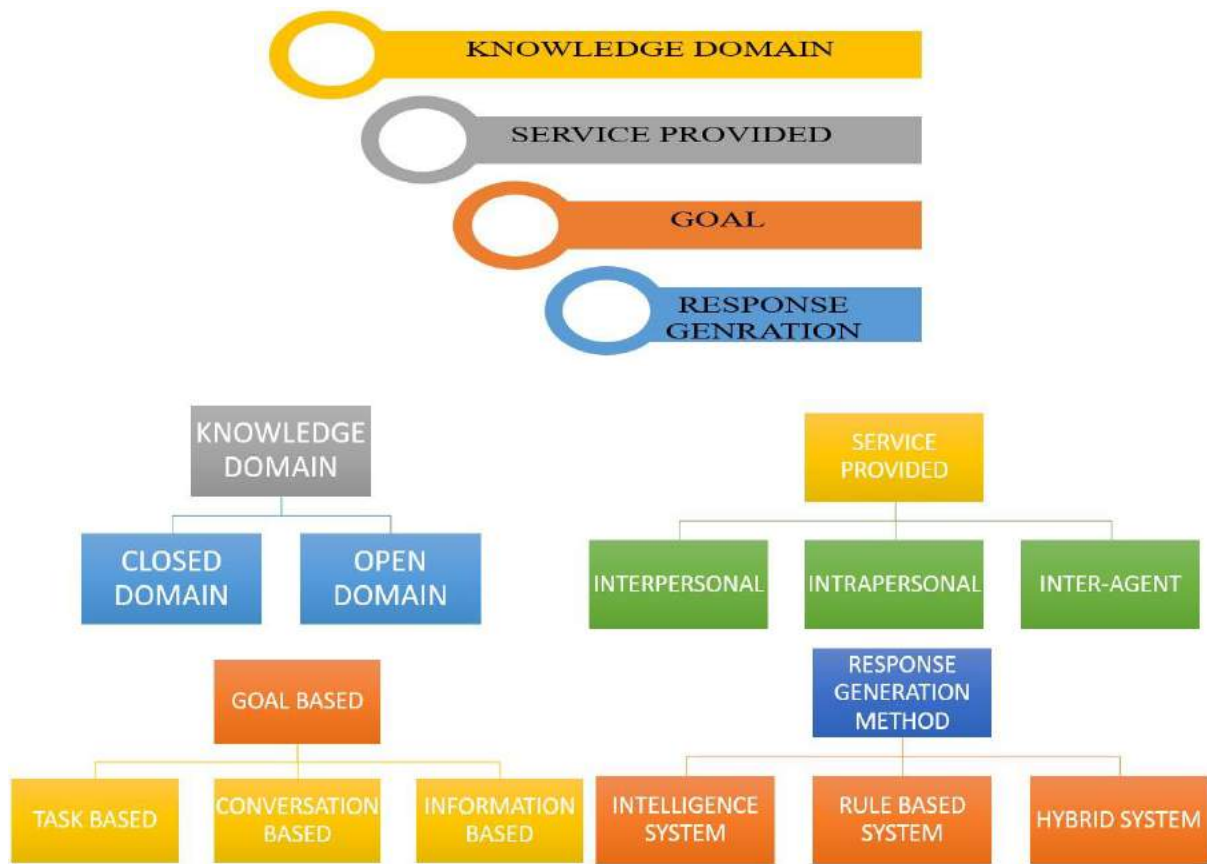 KNOWLEDGE DOMAIN
SERVICE PROVIDED
GOAL
RESPONSE
GENRATION
KNOWLEDGE
DOMAIN
CLOSED
DOMAIN
OPEN
DOMAIN
SERVICE
PROVIDED
INTERPERSONAL
INTRAPERSONAL
INTER-AGENT
GOAL BASED
TASK BASED
CONVERSATION
BASED
INFORMATION
BASED
RESPONSE
GENERATION
METHOD
INTELLIGENCE
SYSTEM
RULE BASED
SYSTEM
HYBRID SYSTEM